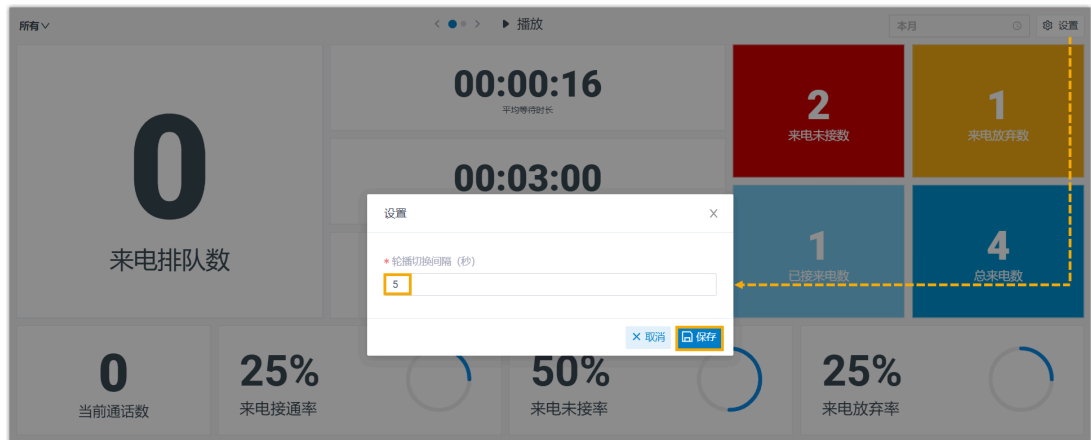 所有
播放
本月
设置
0
来电排队数
00:00:16
平均等待时长
00:03:00
2
来电未接数
1
来电放弃数
1
已接来电数
4
总来电数
设置
* 轮播切换间隔（秒）
5
取消
保存
0
当前通话数
25%
来电接通率
50%
来电未接率
25%
来电放弃率